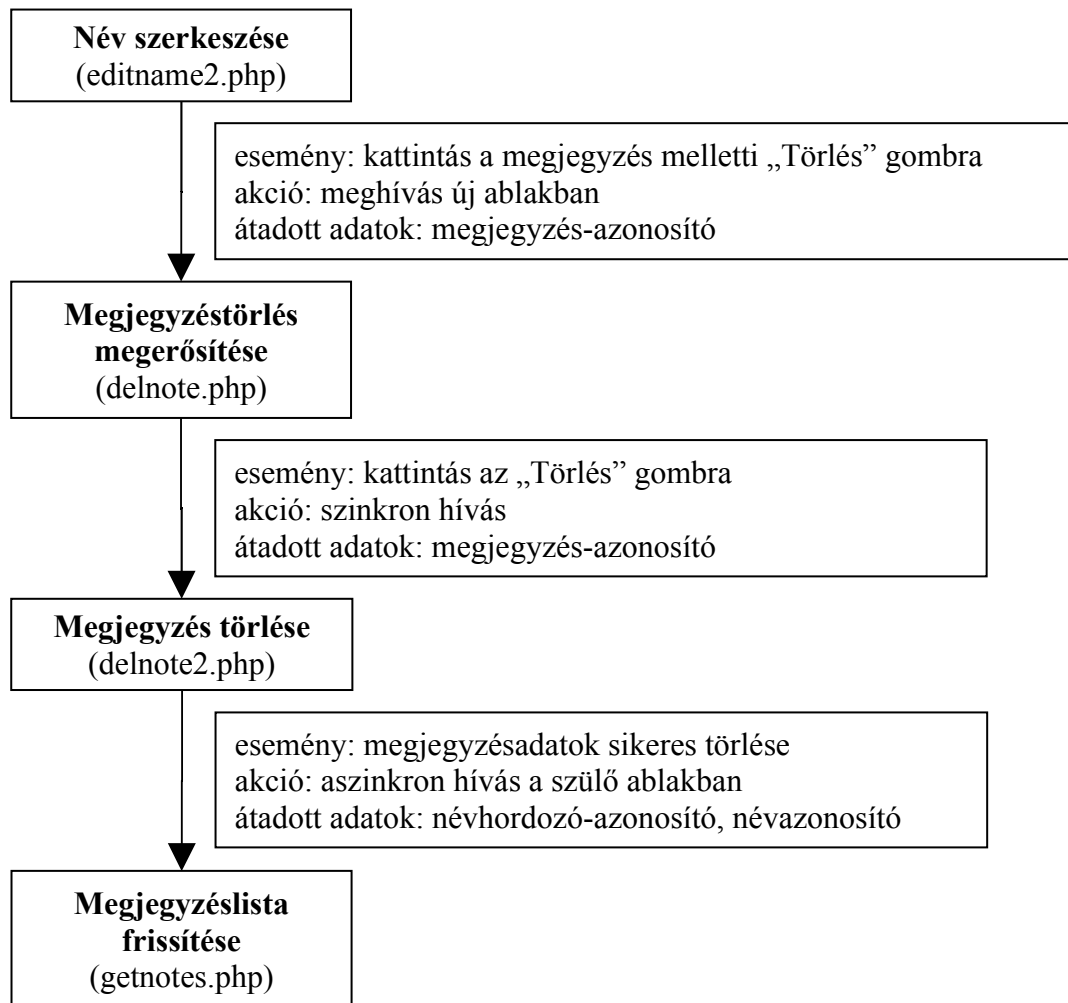 Név szerkeszése
(editname2.php)
esemény: kattintás a megjegyzés melletti „Törlés” gombra
akció: meghívás új ablakban
átadott adatok: megjegyzés-azonosító
Megjegyzéstörlés
megerősítése
(delnote.php)
esemény: kattintás az „Törlés” gombra
akció: szinkron hívás
átadott adatok: megjegyzés-azonosító
Megjegyzés törlése
(delnote2.php)
esemény: megjegyzésadatok sikeres törlése
akció: aszinkron hívás a szülő ablakban
átadott adatok: névhordozó-azonosító, névazonosító
Megjegyzéslista
frissítése
(getnotes.php)